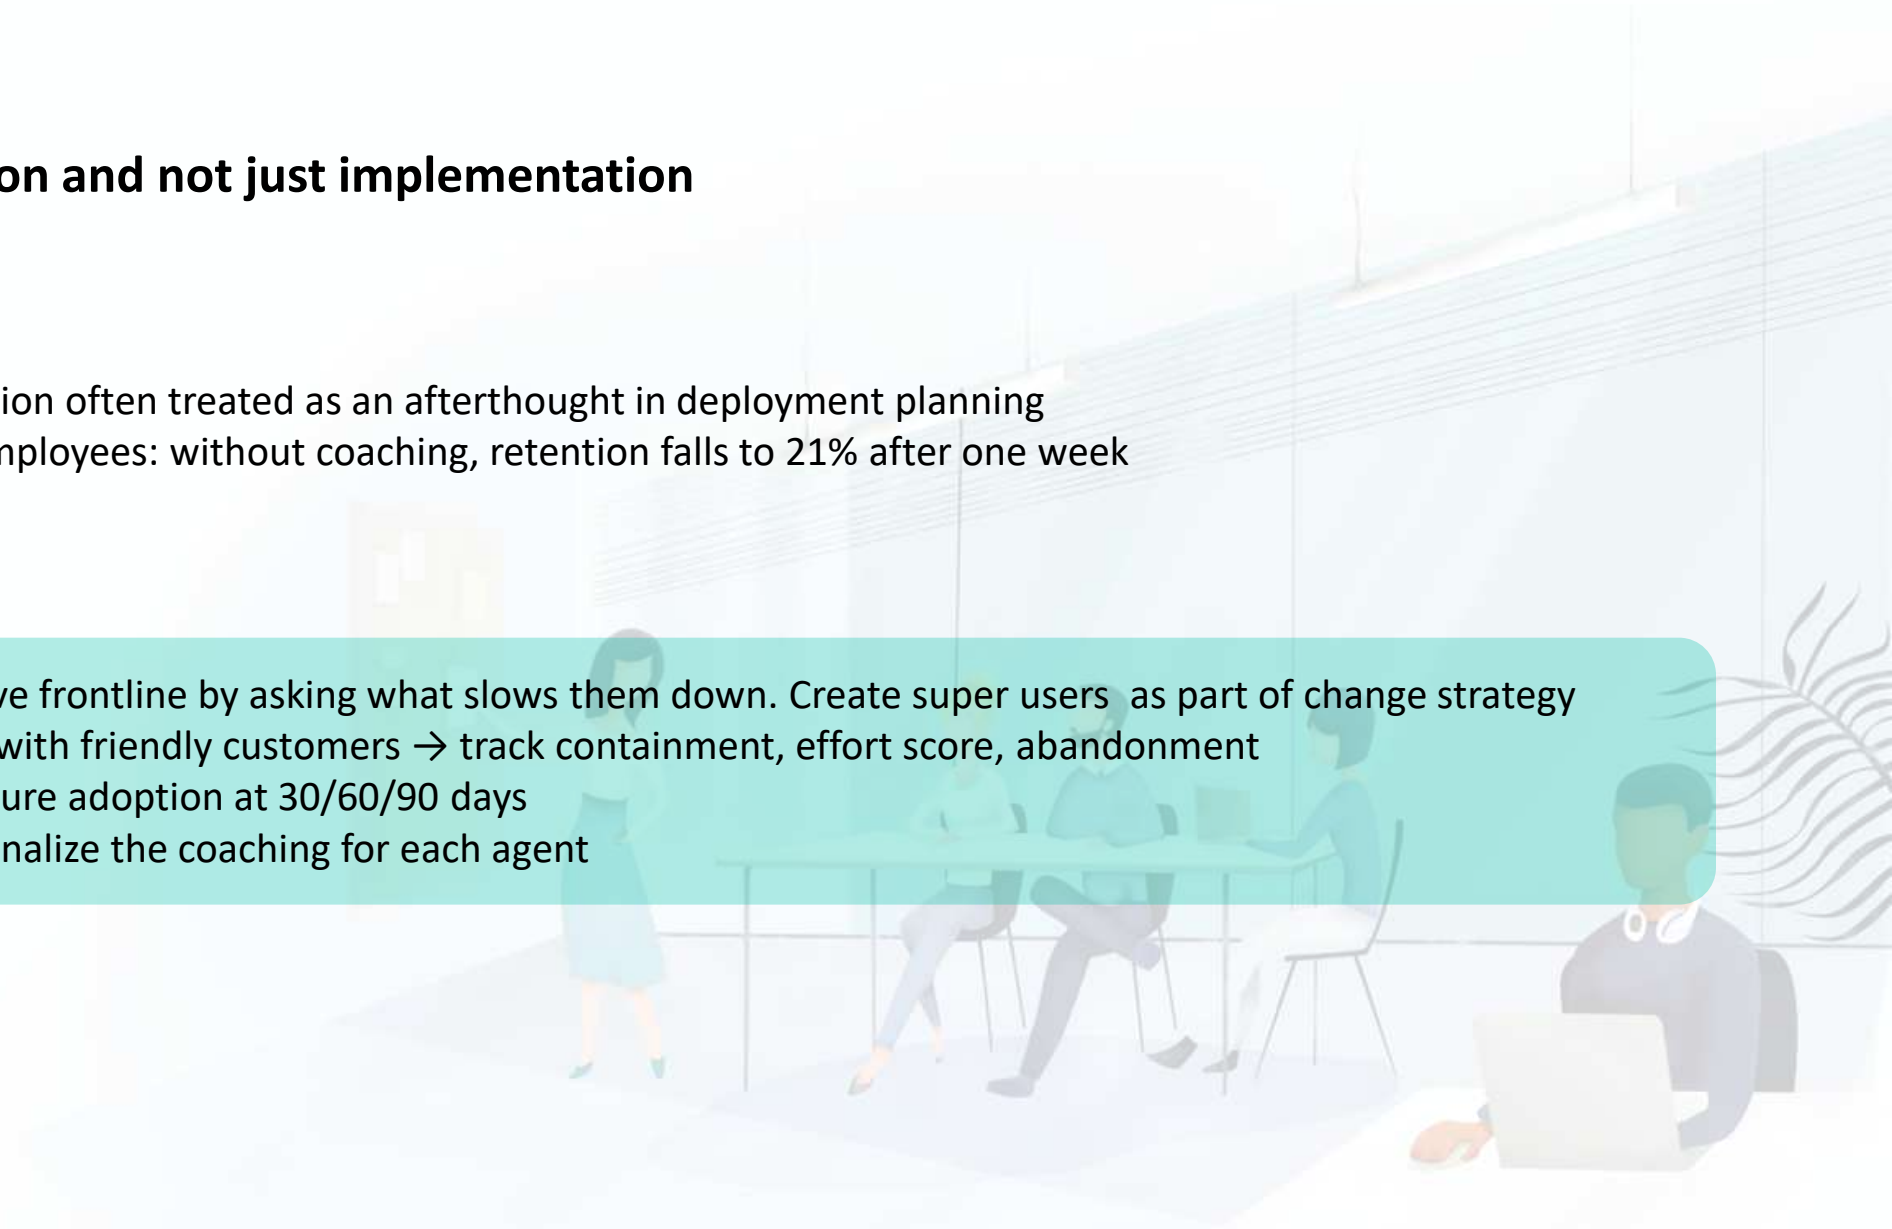 on and not just implementation
ion often treated as an afterthought in deployment planning
mployees: without coaching, retention falls to 21% after one week
ve frontline by asking what slows them down. Create super users  as part of change strategy
with friendly customers → track containment, effort score, abandonment
ure adoption at 30/60/90 days
nalize the coaching for each agent